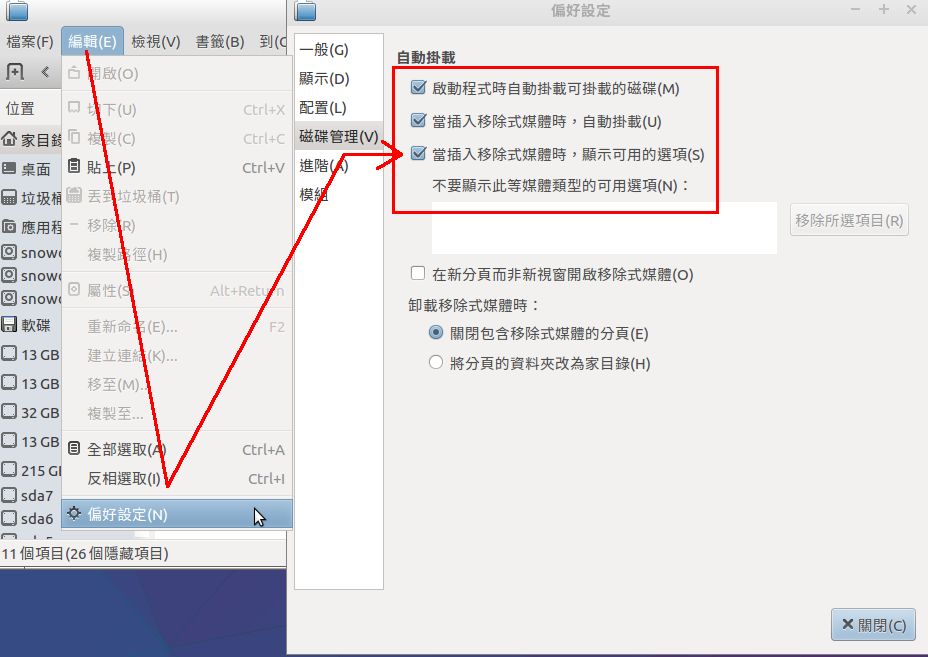 檔案(F) 編輯(E) 檢視(V) 書籤(B) 到(
位置
家目錄
桌面
垃圾桶
應用程
snow
snow
snow
軟碟
13 GB
13 GB
32 GB
13 GB
215 G
sda7
sda6
11 個項目(26 個隱藏項目)
開啟(O)
切下(U) Ctrl+X
複製(C) Ctrl+C
貼上(P) Ctrl+V
丟到垃圾桶(T)
移除(R)
複製路徑(H)
屬性(S) Alt+Return
重新命名(E)... F2
建立連結(K)...
移至(M)...
複製至...
全部選取(A) Ctrl+A
反相選取(I) Ctrl+I
偏好設定(N)
偏好設定
一般(G)
顯示(D)
配置(L)
磁碟管理(V)
進階(A)
模組
自動掛載
啟動程式時自動掛載可掛載的磁碟(M)
當插入移除式媒體時，自動掛載(U)
當插入移除式媒體時，顯示可用的選項(S)
不要顯示此等媒體類型的可用選項(N)：
移除所選項目(R)
在新分頁而非新視窗開啟移除式媒體(O)
卸載移除式媒體時：
關閉包含移除式媒體的分頁(E)
將分頁的資料夾改為家目錄(H)
關閉(C)